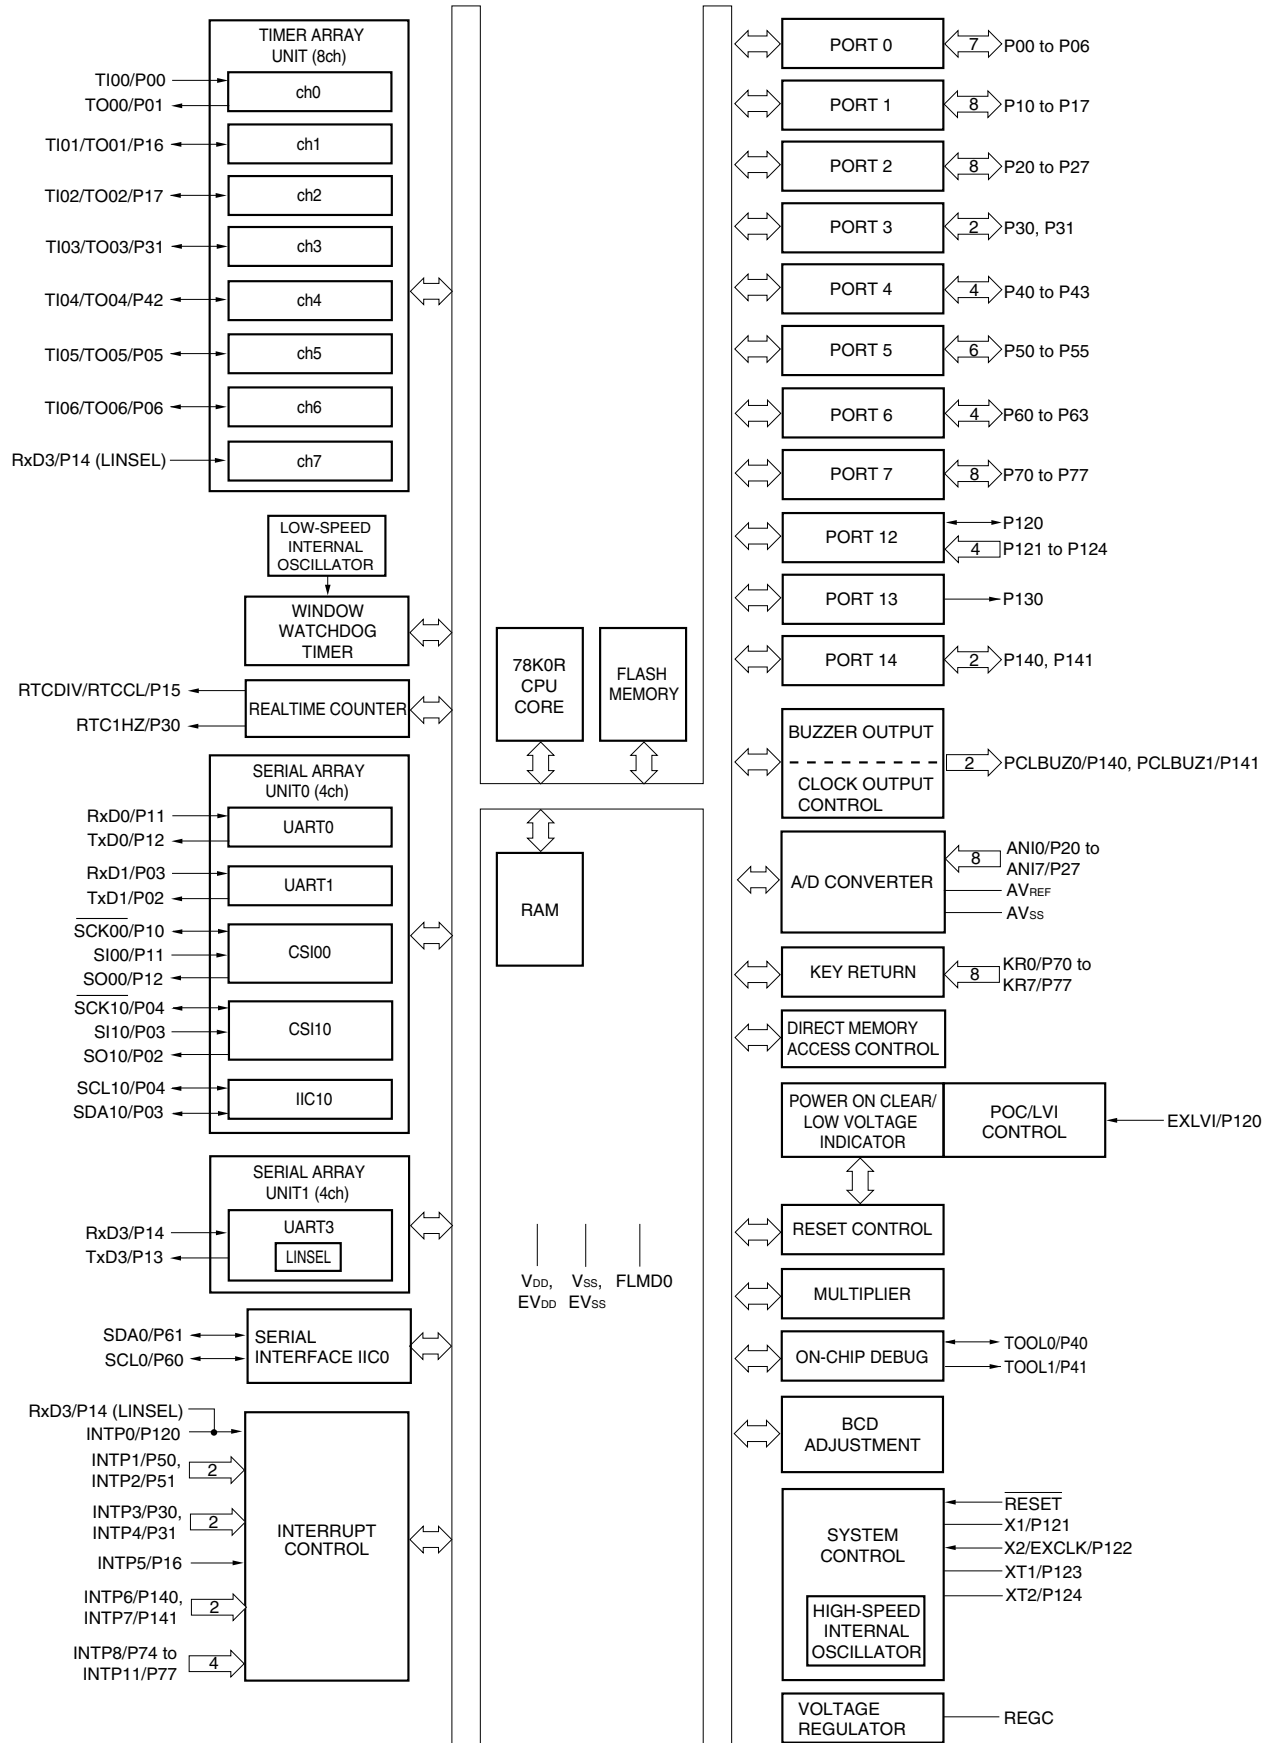 TIMER ARRAY
UNIT (8ch)
TI00/P00
TO00/P01
ch0
TI01/TO01/P16
ch1
TI02/TO02/P17
ch2
TI03/TO03/P31
ch3
TI04/TO04/P42
ch4
TI05/TO05/P05
ch5
TI06/TO06/P06
ch6
RxD3/P14 (LINSEL)
ch7
LOW-SPEED
INTERNAL
OSCILLATOR
WINDOW
WATCHDOG
TIMER
RTCDIV/RTCCL/P15
RTC1HZ/P30
REALTIME COUNTER
SERIAL ARRAY
UNIT0 (4ch)
RxD0/P11
TxD0/P12
UART0
RxD1/P03
TxD1/P02
UART1
SCK00/P10
SI00/P11
SO00/P12
CSI00
SCK10/P04
SI10/P03
SO10/P02
CSI10
SCL10/P04
SDA10/P03
IIC10
SERIAL ARRAY
UNIT1 (4ch)
RxD3/P14
TxD3/P13
UART3
LINSEL
SDA0/P61
SCL0/P60
SERIAL
INTERFACE IIC0
RxD3/P14 (LINSEL)
INTP0/P120
INTP1/P50,
INTP2/P51
2
INTP3/P30,
INTP4/P31
2
INTP5/P16
INTP6/P140,
INTP7/P141
2
INTP8/P74 to
INTP11/P77
4
INTERRUPT
CONTROL
78K0R
CPU
CORE
FLASH
MEMORY
RAM
VDD,
EVDD
VSS,
EVSS
FLMD0
PORT 0
7
P00 to P06
PORT 1
8
P10 to P17
PORT 2
8
P20 to P27
PORT 3
2
P30, P31
PORT 4
4
P40 to P43
PORT 5
6
P50 to P55
PORT 6
4
P60 to P63
PORT 7
8
P70 to P77
PORT 12
P120
4
P121 to P124
PORT 13
P130
PORT 14
2
P140, P141
BUZZER OUTPUT
CLOCK OUTPUT
CONTROL
2
PCLBUZ0/P140, PCLBUZ1/P141
A/D CONVERTER
8
ANI0/P20 to
ANI7/P27
AVREF
AVSS
KEY RETURN
8
KR0/P70 to
KR7/P77
DIRECT MEMORY
ACCESS CONTROL
POWER ON CLEAR/
LOW VOLTAGE
INDICATOR
POC/LVI
CONTROL
EXLVI/P120
RESET CONTROL
MULTIPLIER
ON-CHIP DEBUG
TOOL0/P40
TOOL1/P41
BCD
ADJUSTMENT
SYSTEM
CONTROL
HIGH-SPEED
INTERNAL
OSCILLATOR
RESET
X1/P121
X2/EXCLK/P122
XT1/P123
XT2/P124
VOLTAGE
REGULATOR
REGC